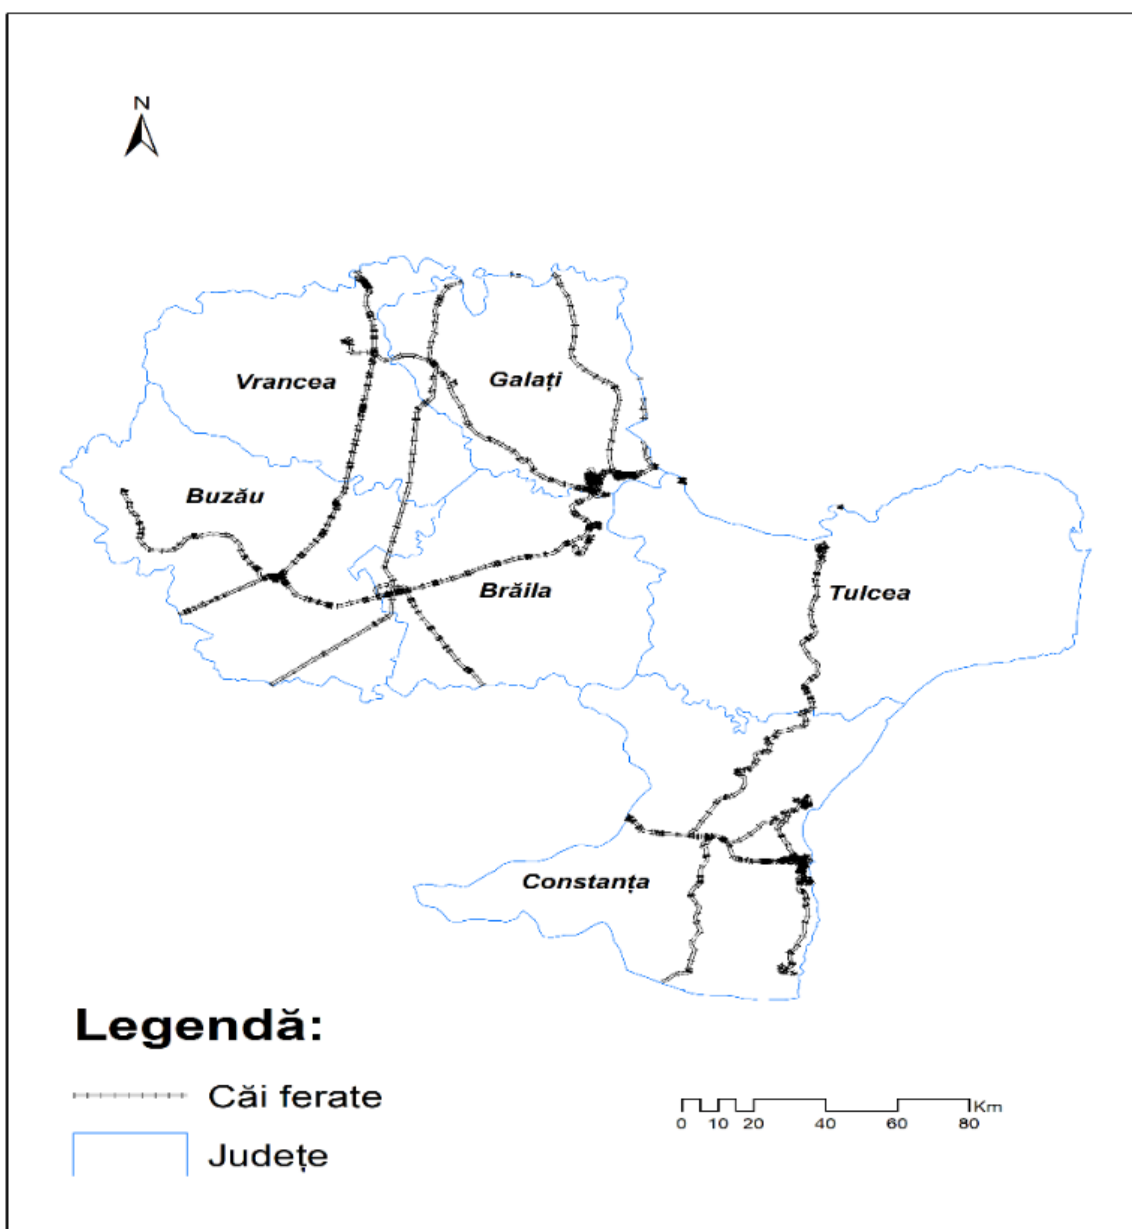 N
Vrancea
Galați
Buzău
Brăila
Tulcea
Constanța
Legendă:
Căi ferate
Județe
Km
0 10 20 40 60 80